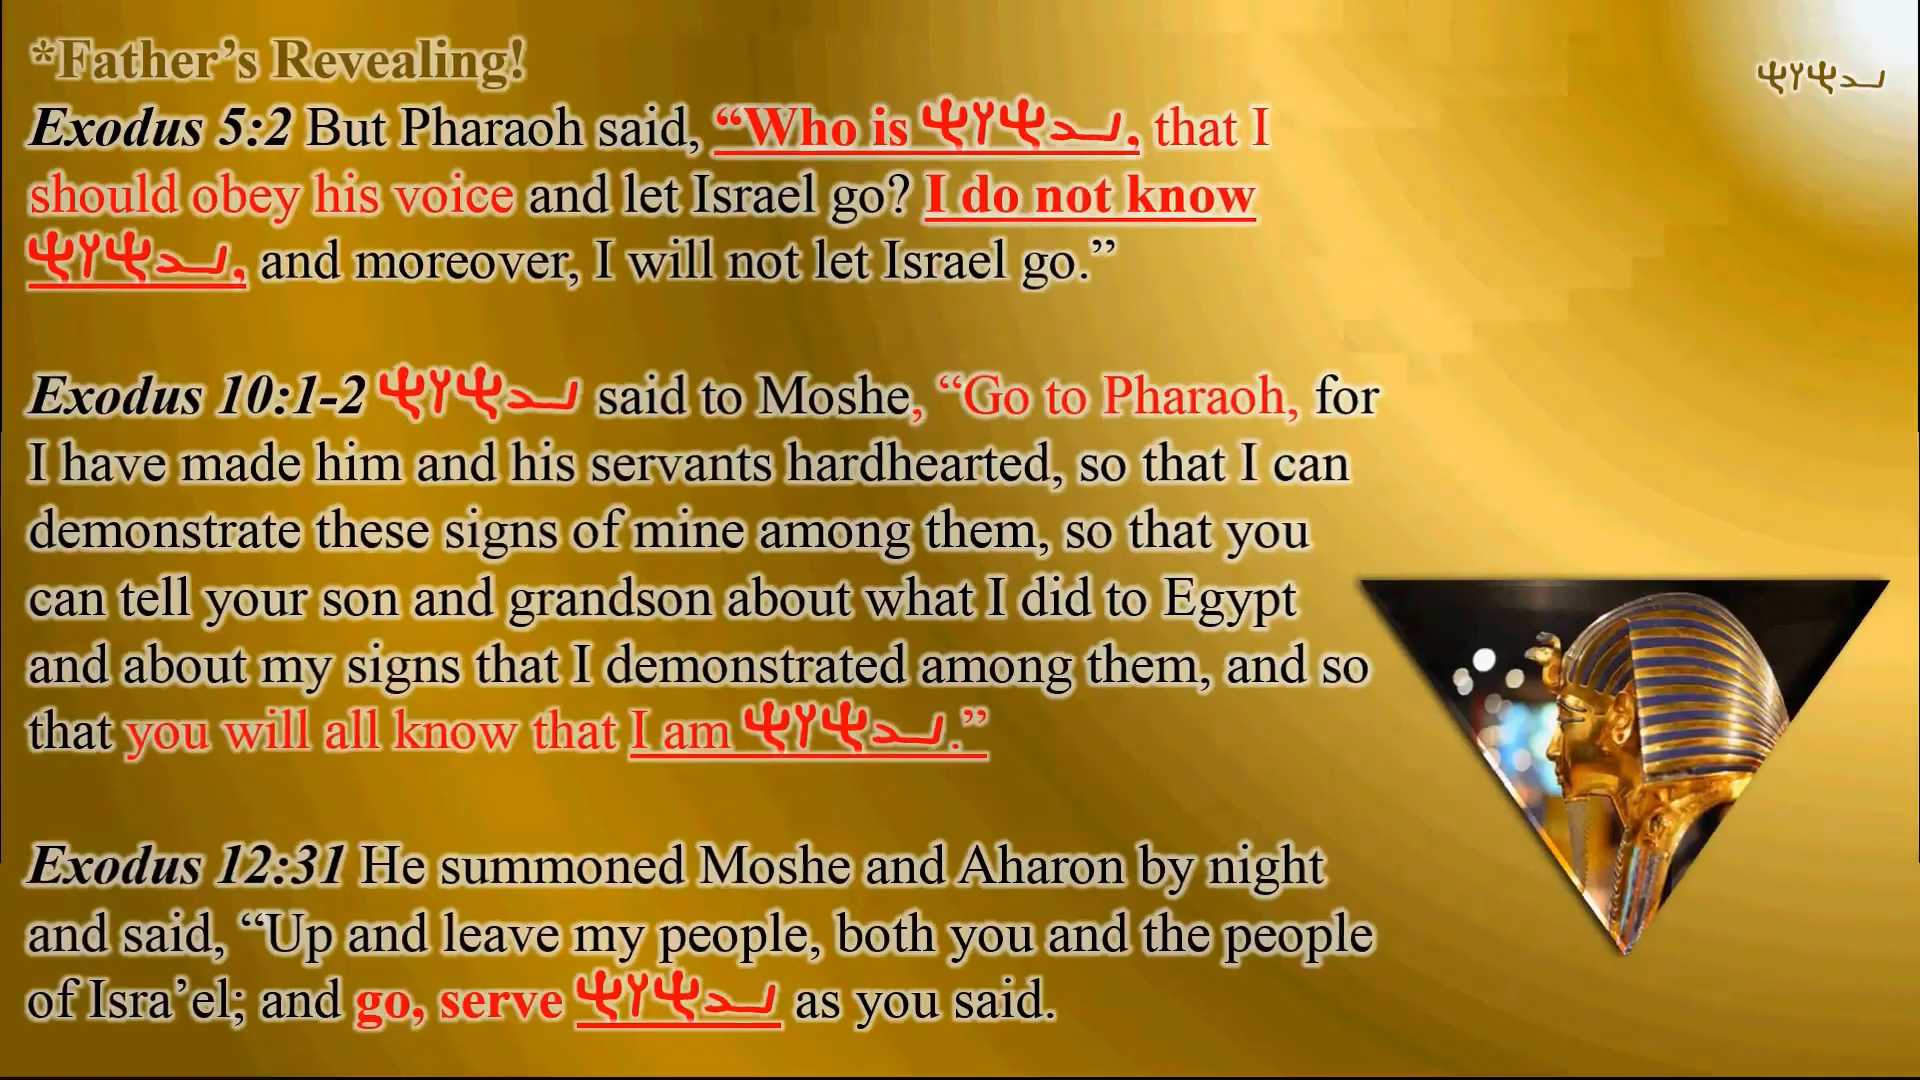 *Father’s Revealing!
𐤉𐤄𐤅𐤄
Exodus 5:2 But Pharaoh said, “Who is 𐤉𐤄𐤅𐤄, that I
should obey his voice and let Israel go? I do not know
𐤉𐤄𐤅𐤄, and moreover, I will not let Israel go.”
Exodus 10:1-2 𐤉𐤄𐤅𐤄 said to Moshe, “Go to Pharaoh, for
I have made him and his servants hardhearted, so that I can
demonstrate these signs of mine among them, so that you
can tell your son and grandson about what I did to Egypt
and about my signs that I demonstrated among them, and so
that you will all know that I am 𐤉𐤄𐤅𐤄.”
Exodus 12:31 He summoned Moshe and Aharon by night
and said, “Up and leave my people, both you and the people
of Isra’el; and go, serve 𐤉𐤄𐤅𐤄 as you said.